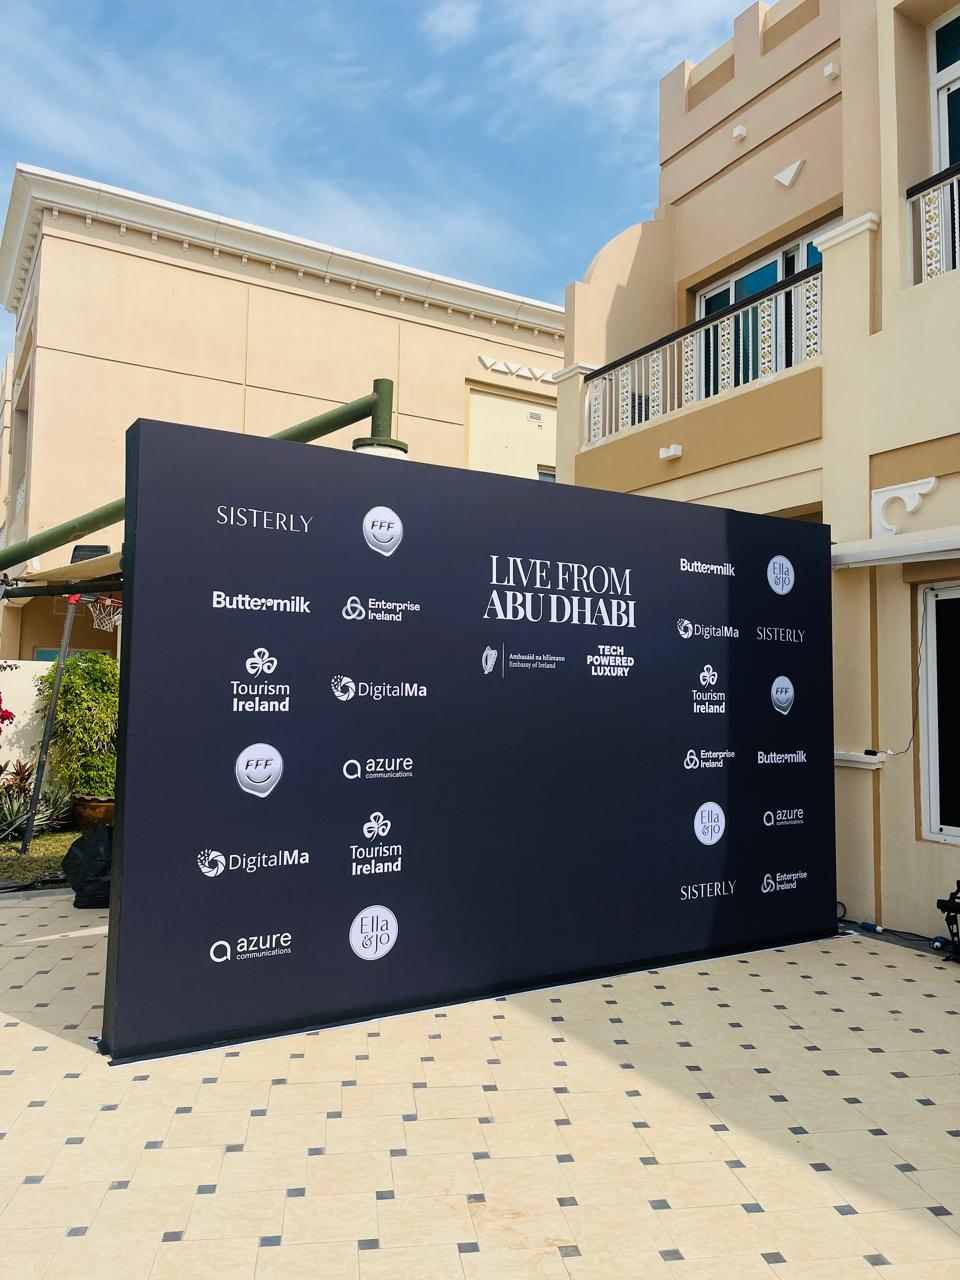 SISTERLY
FFF
Buttermilk
Enterprise
Ireland
Tourism
Ireland
DigitalMa
FFF
azure
communications
DigitalMa
Tourism
Ireland
azure
communications
Ella
&jo
LIVE FROM
ABU DHABI
Ambasáid na hÉireann
Embassy of Ireland
TECH
POWERED
LUXURY
Buttermilk
Ella
&jo
DigitalMa
SISTERLY
Tourism
Ireland
FFF
Enterprise
Ireland
Buttermilk
Ella
&jo
azure
communications
SISTERLY
Enterprise
Ireland